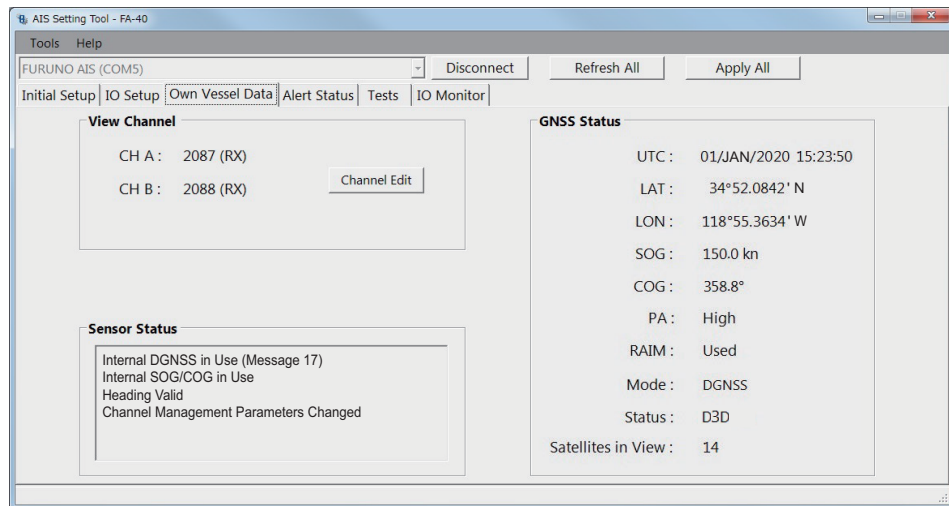 AIS Setting Tool - FA-40
Tools Help
FURUNO AIS (COM5) Disconnect Refresh All Apply All
Initial Setup IO Setup Own Vessel Data Alert Status Tests IO Monitor
View Channel
CH A : 2087 (RX)
CH B : 2088 (RX)
Channel Edit
Sensor Status
Internal DGNSS in Use (Message 17)
Internal SOG/COG in Use
Heading Valid
Channel Management Parameters Changed
GNSS Status
UTC : 01/JAN/2020 15:23:50
LAT : 34°52.0842' N
LON : 118°55.3634' W
SOG : 150.0 kn
COG : 358.8°
PA : High
RAIM : Used
Mode : DGNSS
Status : D3D
Satellites in View : 14